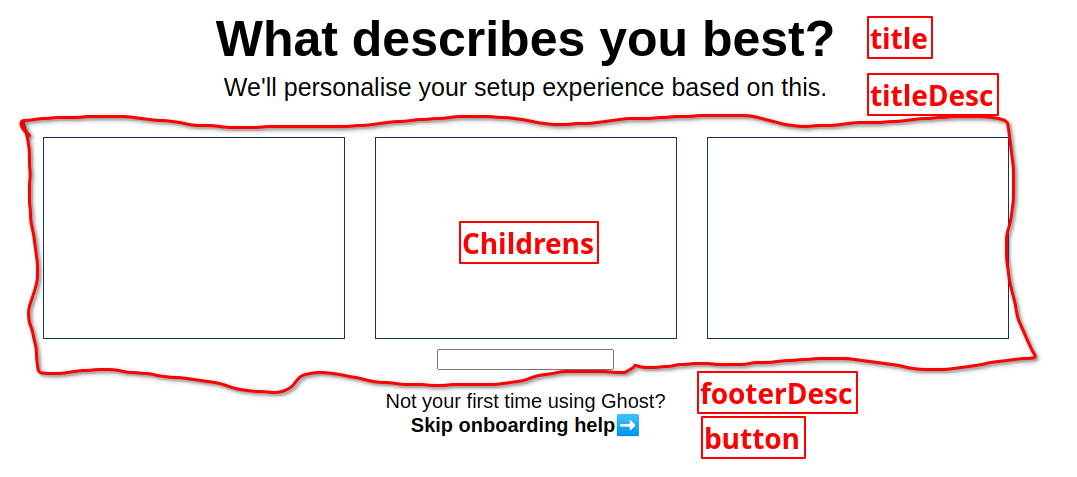 What describes you best?
title
We'll personalise your setup experience based on this.
titleDesc
Childrens
Not your first time using Ghost?
footerDesc
Skip onboarding help➡️
button